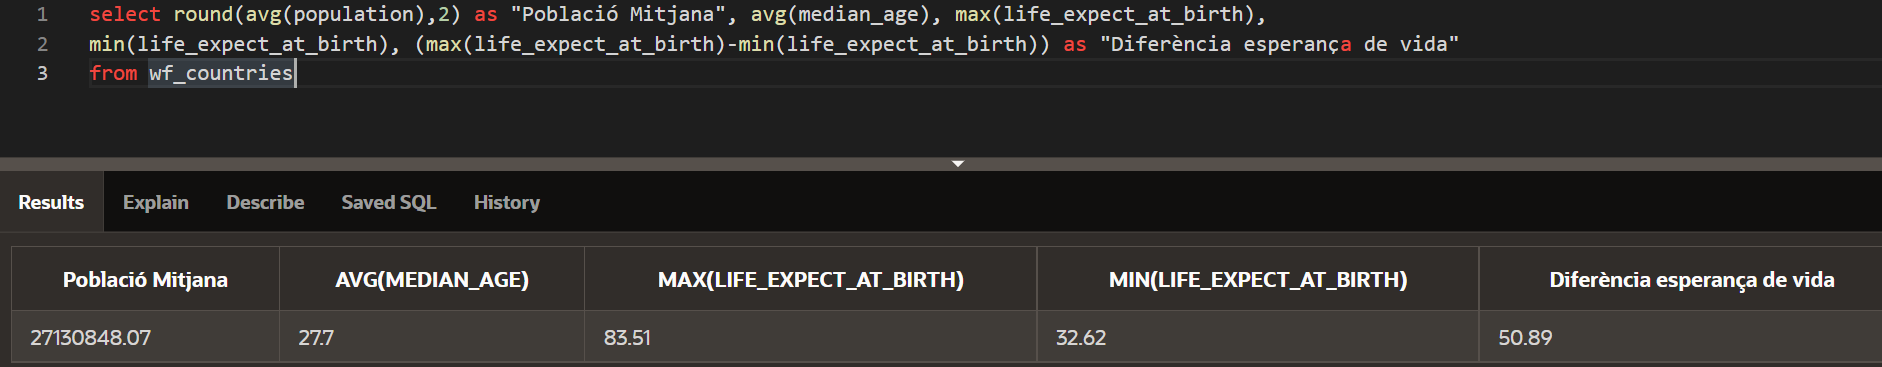 1 select round(avg(population),2) as "Població Mitjana", avg(median_age), max(life_expect_at_birth),
2 min(life_expect_at_birth), (max(life_expect_at_birth)-min(life_expect_at_birth)) as "Diferència esperança de vida"
3 from wf_countries
Results Explain Describe Saved SQL History
Població Mitjana AVG(MEDIAN_AGE) MAX(LIFE_EXPECT_AT_BIRTH) MIN(LIFE_EXPECT_AT_BIRTH) Diferència esperança de vida
27130848.07 27.7 83.51 32.62 50.89